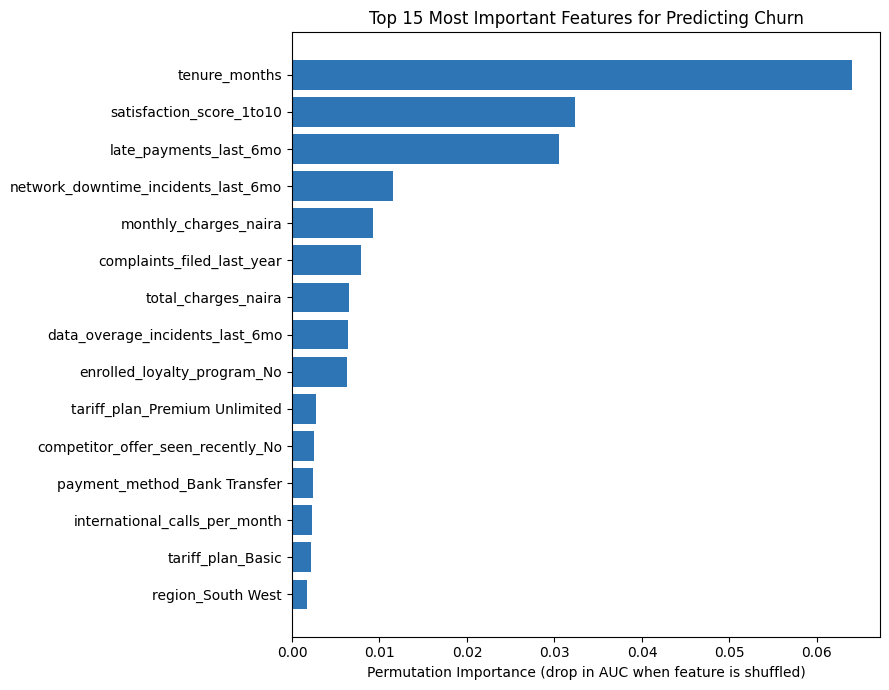 Top 15 Most Important Features for Predicting Churn
tenure_months
satisfaction_score_1to10
late_payments_last_6mo
network_downtime_incidents_last_6mo
monthly_charges_naira
complaints_filed_last_year
total_charges_naira
data_overage_incidents_last_6mo
enrolled_loyalty_program_No
tariff_plan_Premium Unlimited
competitor_offer_seen_recently_No
payment_method_Bank Transfer
international_calls_per_month
tariff_plan_Basic
region_South West
0.00 0.01 0.02 0.03 0.04 0.05 0.06
Permutation Importance (drop in AUC when feature is shuffled)